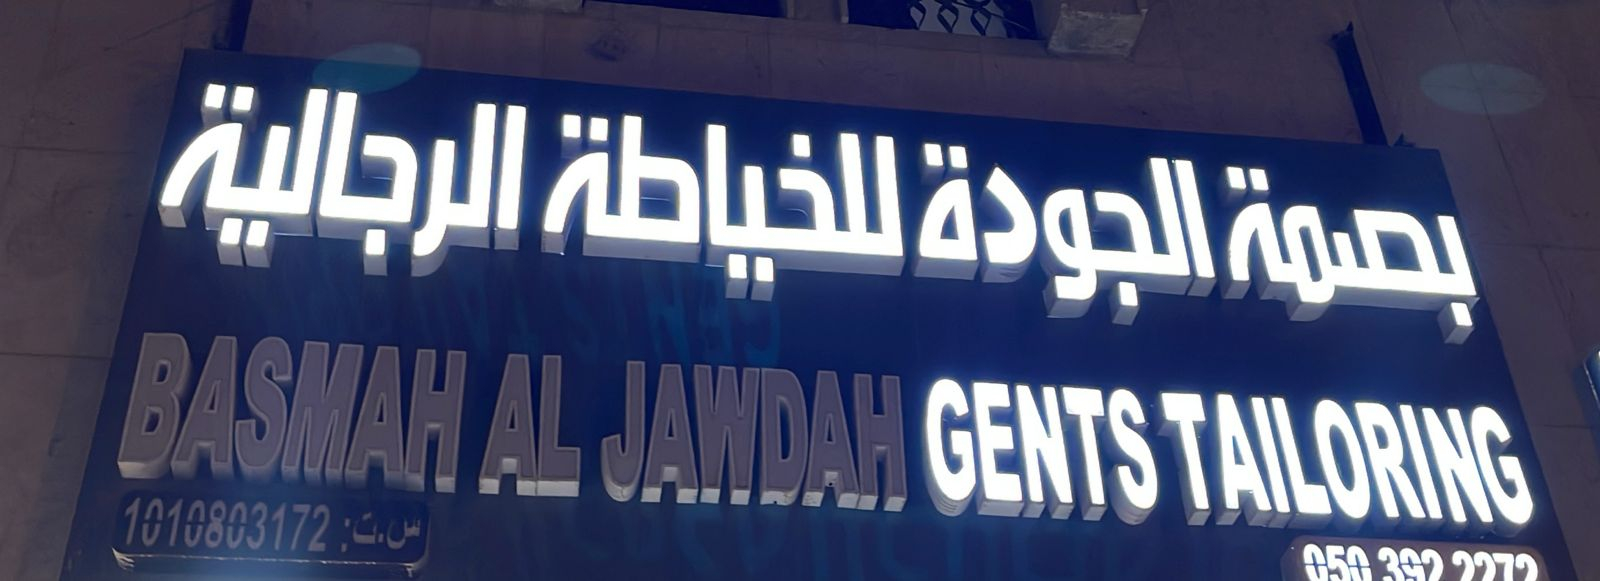 بصمة الجودة للخياطة الرجالية
BASMAH AL JAWDAH GENTS TAILORING
س.ت: 1010803172
050 392 2272